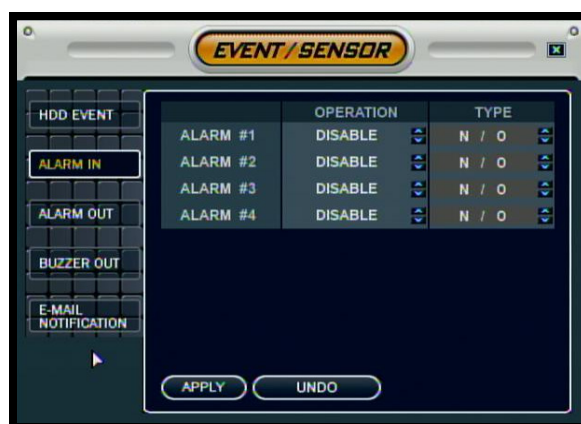 EVENT/SENSOR
HDD EVENT
ALARM IN
ALARM OUT
BUZZER OUT
E-MAIL
NOTIFICATION
OPERATION TYPE
ALARM #1 DISABLE N / O
ALARM #2 DISABLE N / O
ALARM #3 DISABLE N / O
ALARM #4 DISABLE N / O
APPLY UNDO